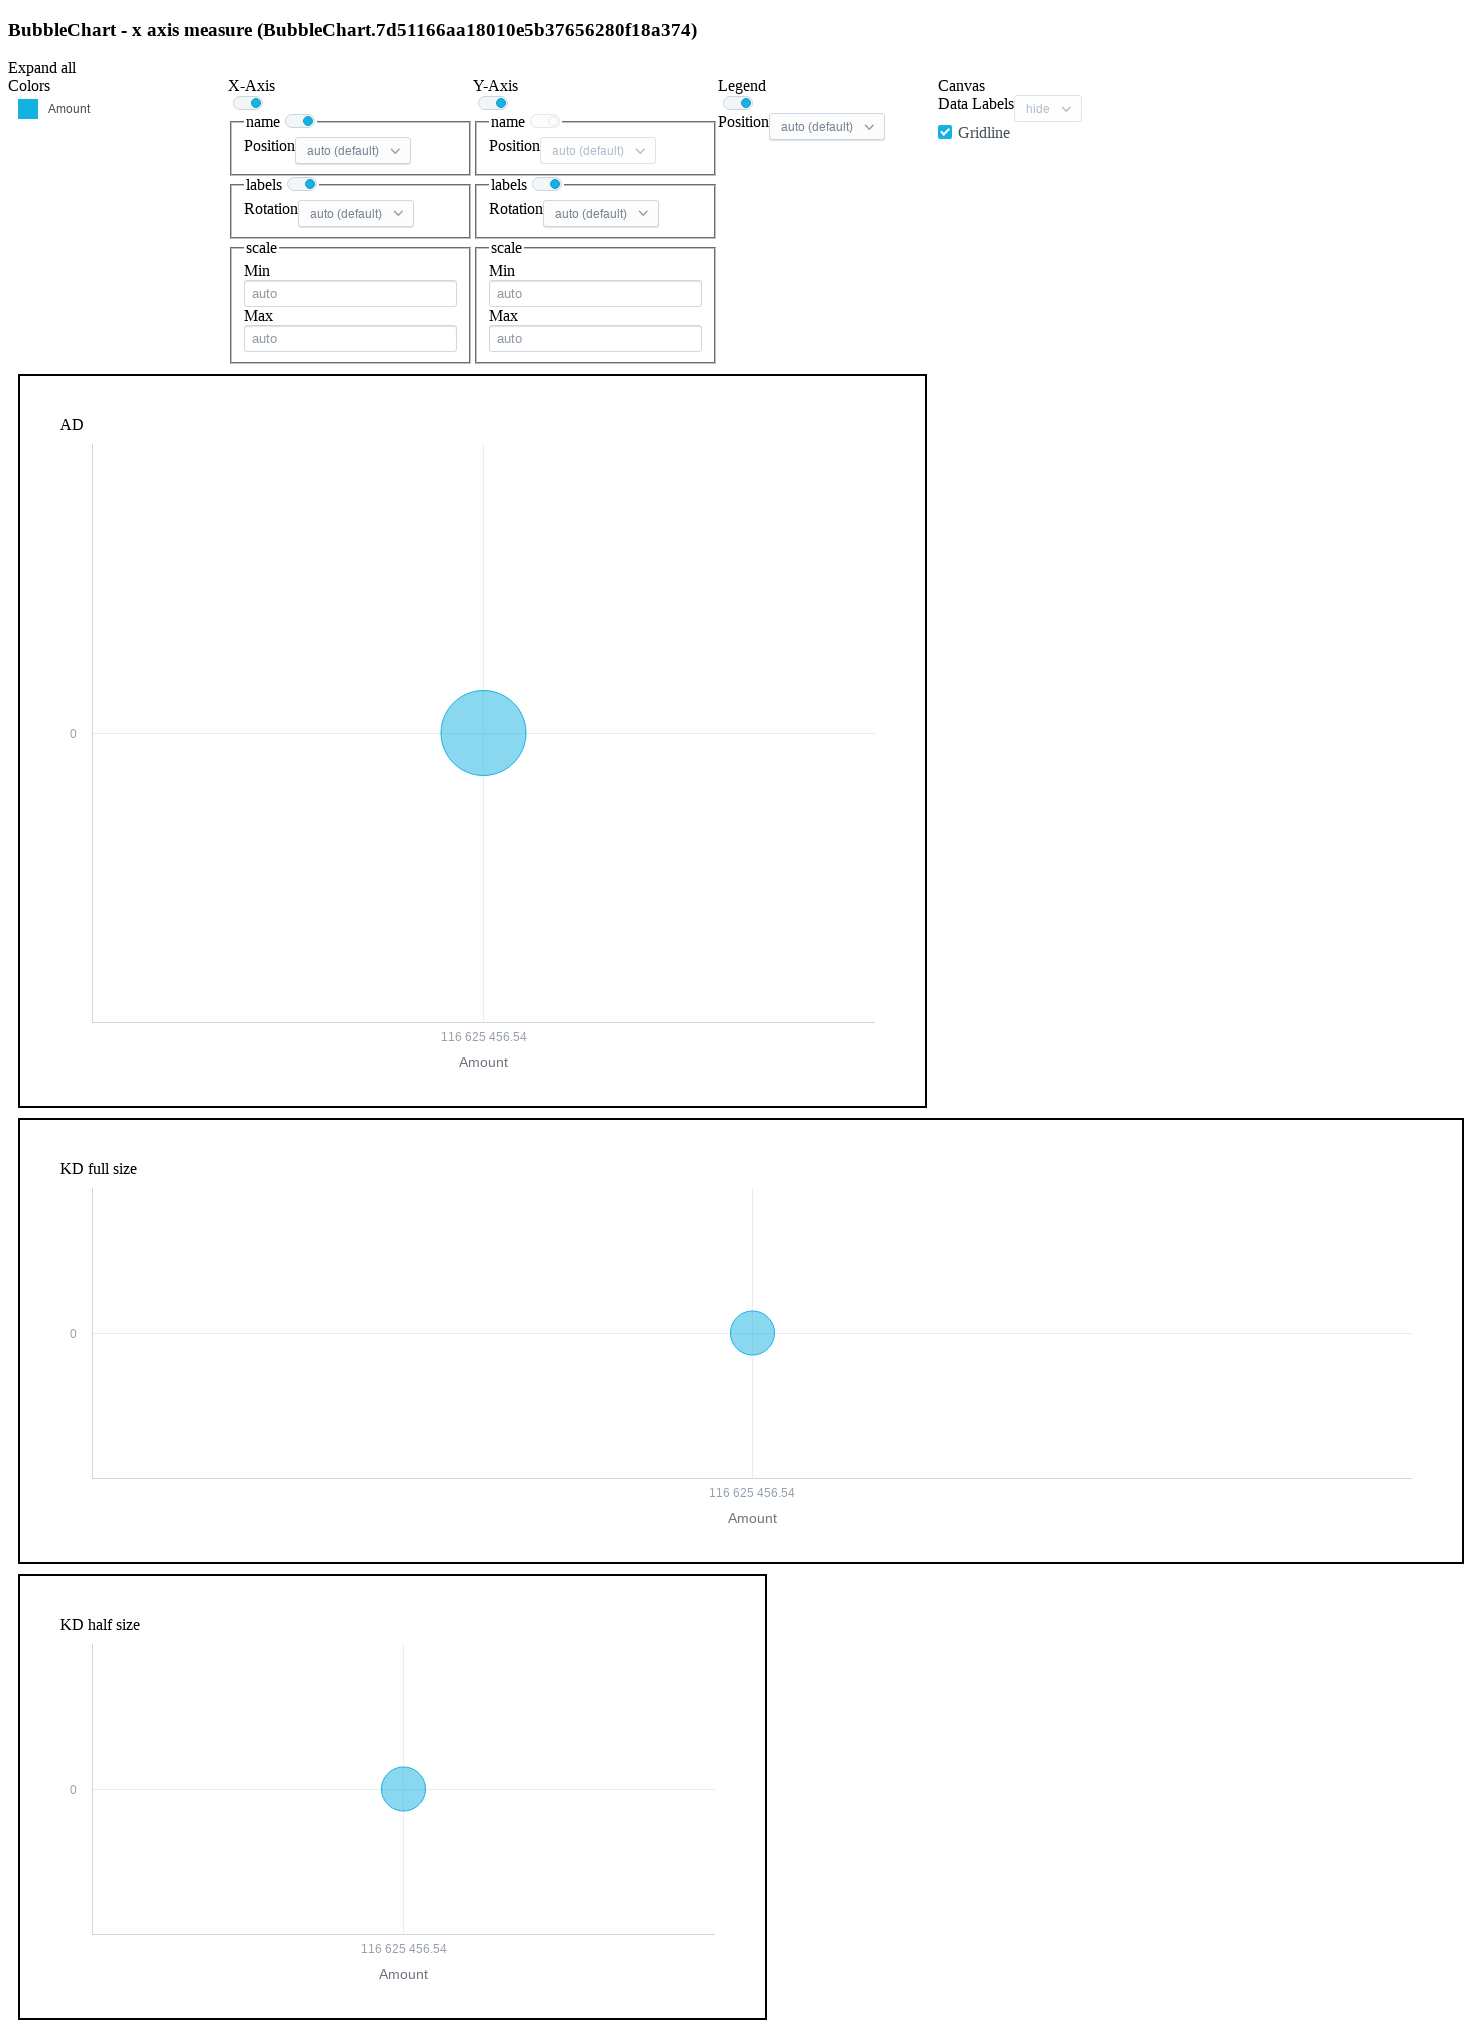 BubbleChart - x axis measure (BubbleChart.7d51166aa18010e5b37656280f18a374)
Expand all
Colors
Amount
X-Axis
name
Position auto (default)
labels
Rotation auto (default)
scale
Min
auto
Max
auto
Y-Axis
name
Position auto (default)
labels
Rotation auto (default)
scale
Min
auto
Max
auto
Legend
Position auto (default)
Canvas
Data Labels hide
Gridline
AD
0
116 625 456.54
Amount
KD full size
0
116 625 456.54
Amount
KD half size
0
116 625 456.54
Amount